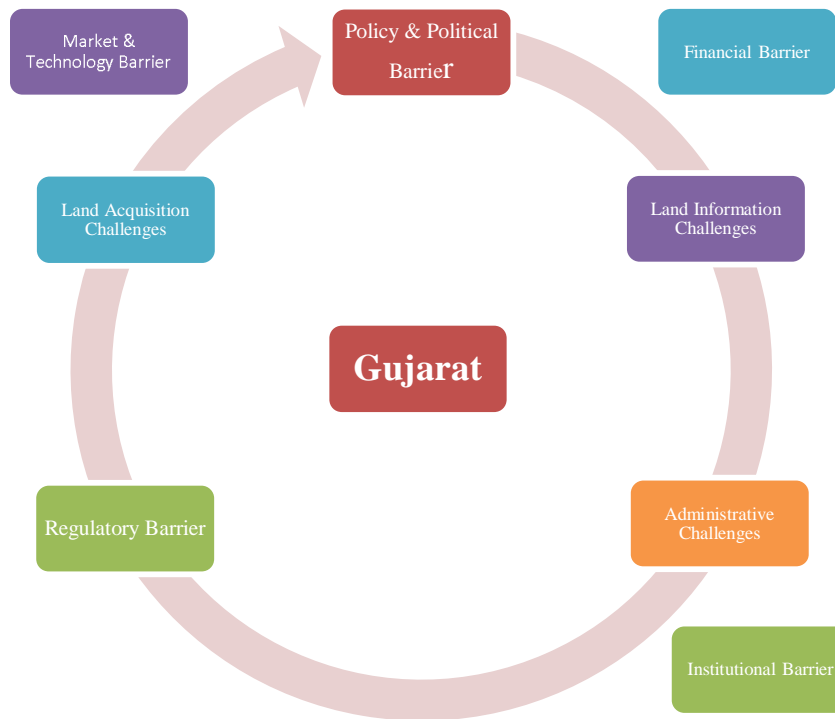 Market &
Technology Barrier
Policy & Political
Barrier
Financial Barrier
Land Acquisition
Challenges
Land Information
Challenges
Gujarat
Regulatory Barrier
Administrative
Challenges
Institutional Barrier